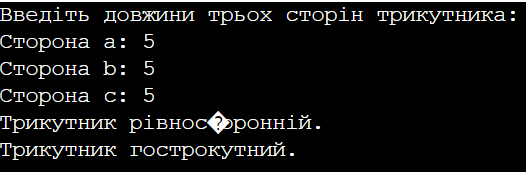 Введіть довжини трьох сторін трикутника:
Сторона a: 5
Сторона b: 5
Сторона c: 5
Трикутник рівнос�оронній.
Трикутник гострокутний.